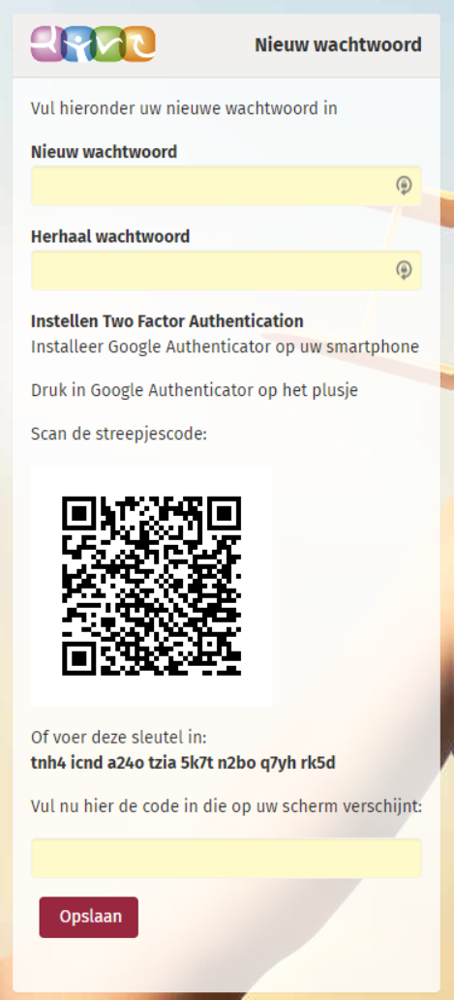 Nieuw wachtwoord
Vul hieronder uw nieuwe wachtwoord in
Nieuw wachtwoord
Herhaal wachtwoord
Instellen Two Factor Authentication
Installeer Google Authenticator op uw smartphone
Druk in Google Authenticator op het plusje
Scan de streepjescode:
Of voer deze sleutel in:
tnh4 icnd a24o tzia 5k7t n2bo q7yh rk5d
Vul nu hier de code in die op uw scherm verschijnt:
Opslaan